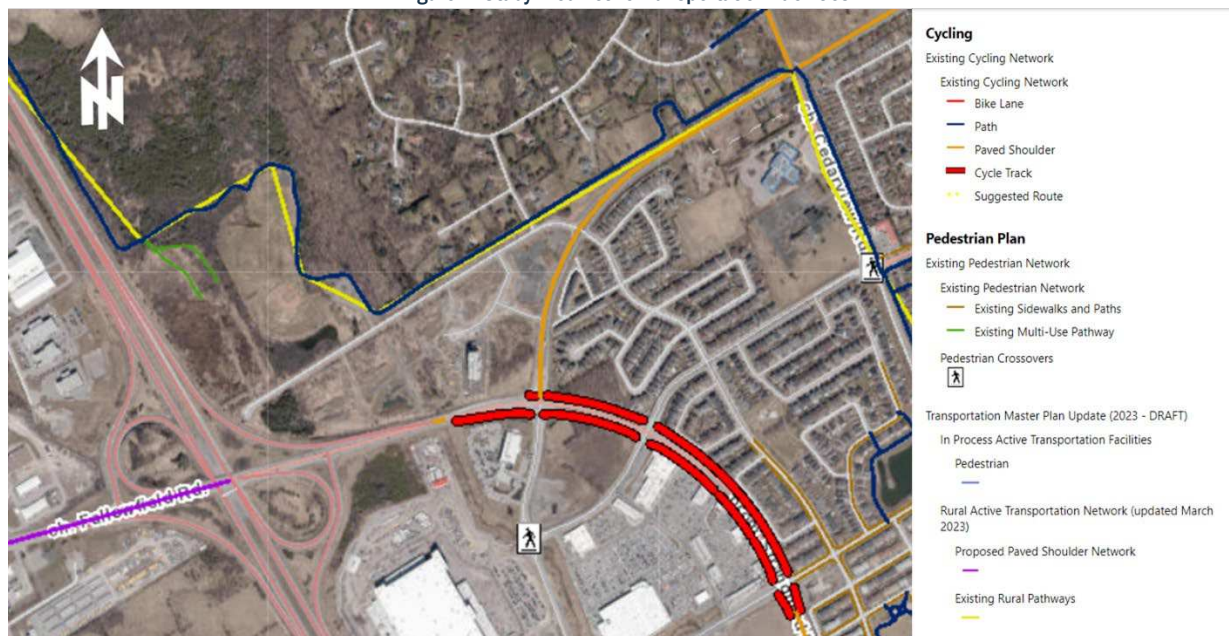 N
Ch. Cedarview Rd.
ch. Fallowfield Rd.
Cycling
Existing Cycling Network
Existing Cycling Network
Bike Lane
Path
Paved Shoulder
Cycle Track
Suggested Route
Pedestrian Plan
Existing Pedestrian Network
Existing Pedestrian Network
Existing Sidewalks and Paths
Existing Multi-Use Pathway
Pedestrian Crossovers
Transportation Master Plan Update (2023 - DRAFT)
In Process Active Transportation Facilities
Pedestrian
Rural Active Transportation Network (updated March
2023)
Proposed Paved Shoulder Network
Existing Rural Pathways